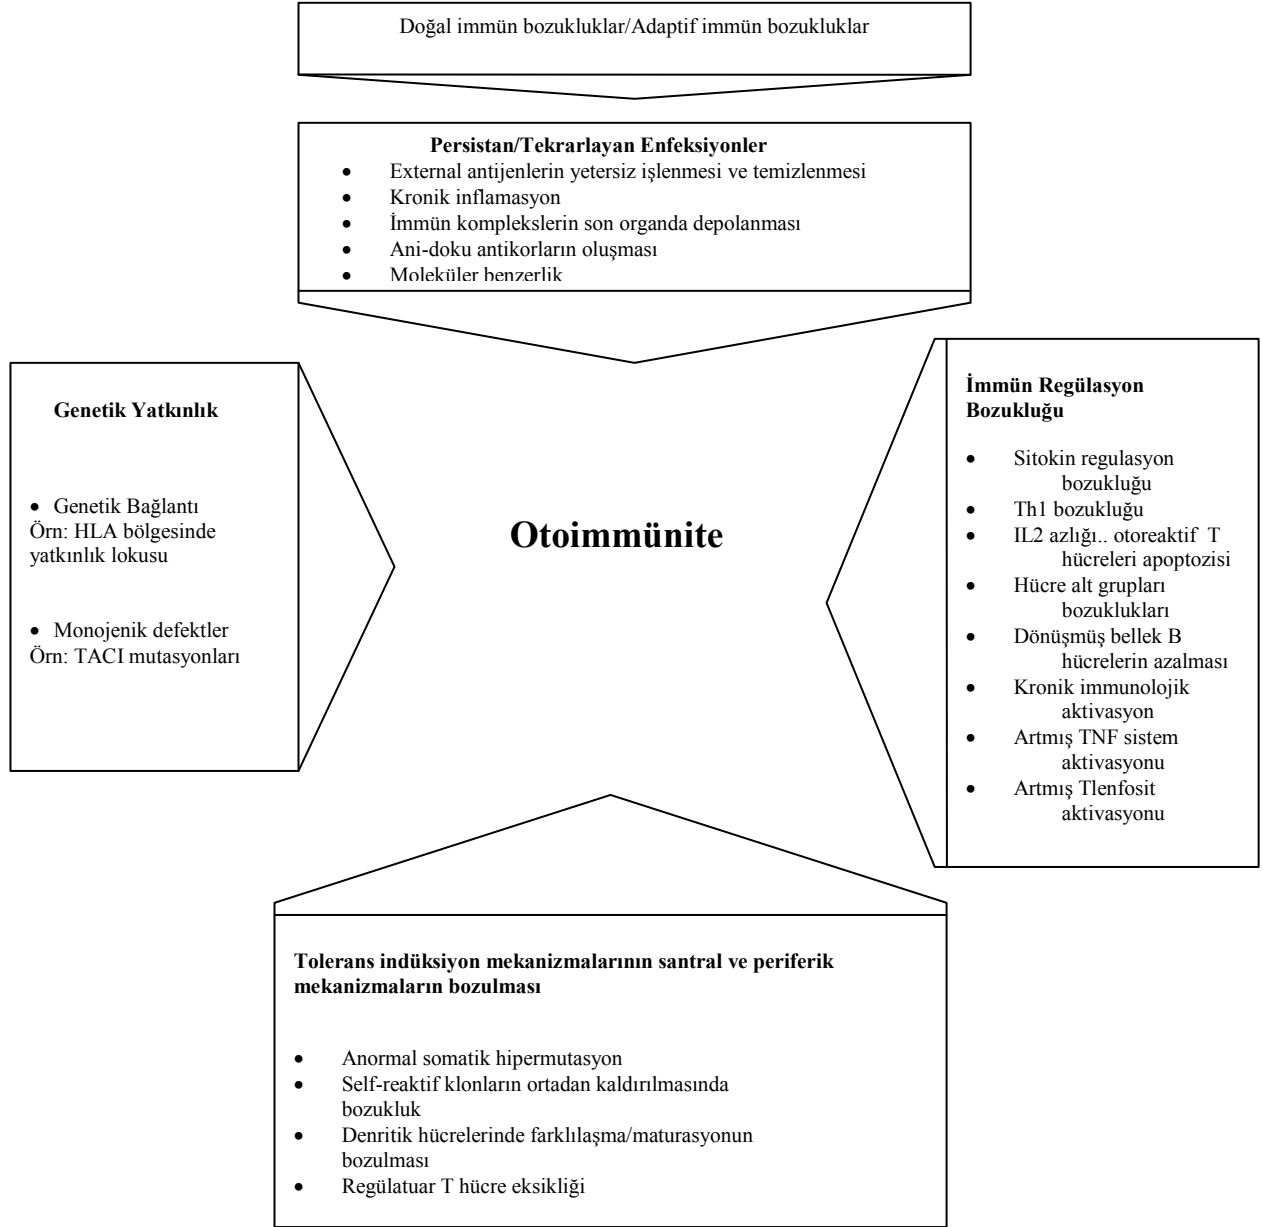 Doğal immün bozukluklar/Adaptif immün bozukluklar
Persistan/Tekrarlayan Enfeksiyonler
• External antijenlerin yetersiz işlenmesi ve temizlenmesi
• Kronik inflamasyon
• İmmün komplekslerin son organda depolanması
• Ani-doku antikorların oluşması
• Moleküler benzerlik
Genetik Yatkınlık
• Genetik Bağlantı
Örn: HLA bölgesinde
yatkınlık lokusu
• Monojenik defektler
Örn: TACI mutasyonları
Otoimmünite
İmmün Regülasyon
Bozukluğu
• Sitokin regulasyon
bozukluğu
• Th1 bozukluğu
• IL2 azlığı.. otoreaktif T
hücreleri apoptozisi
• Hücre alt grupları
bozuklukları
• Dönüşmüş bellek B
hücrelerin azalması
• Kronik immunolojik
aktivasyon
• Artmış TNF sistem
aktivasyonu
• Artmış Tlenfosit
aktivasyonu
Tolerans indüksiyon mekanizmalarının santral ve periferik
mekanizmaların bozulması
• Anormal somatik hipermutasyon
• Self-reaktif klonların ortadan kaldırılmasında
bozukluk
• Denritik hücrelerinde farklılaşma/maturasyonun
bozulması
• Regülatuar T hücre eksikliği